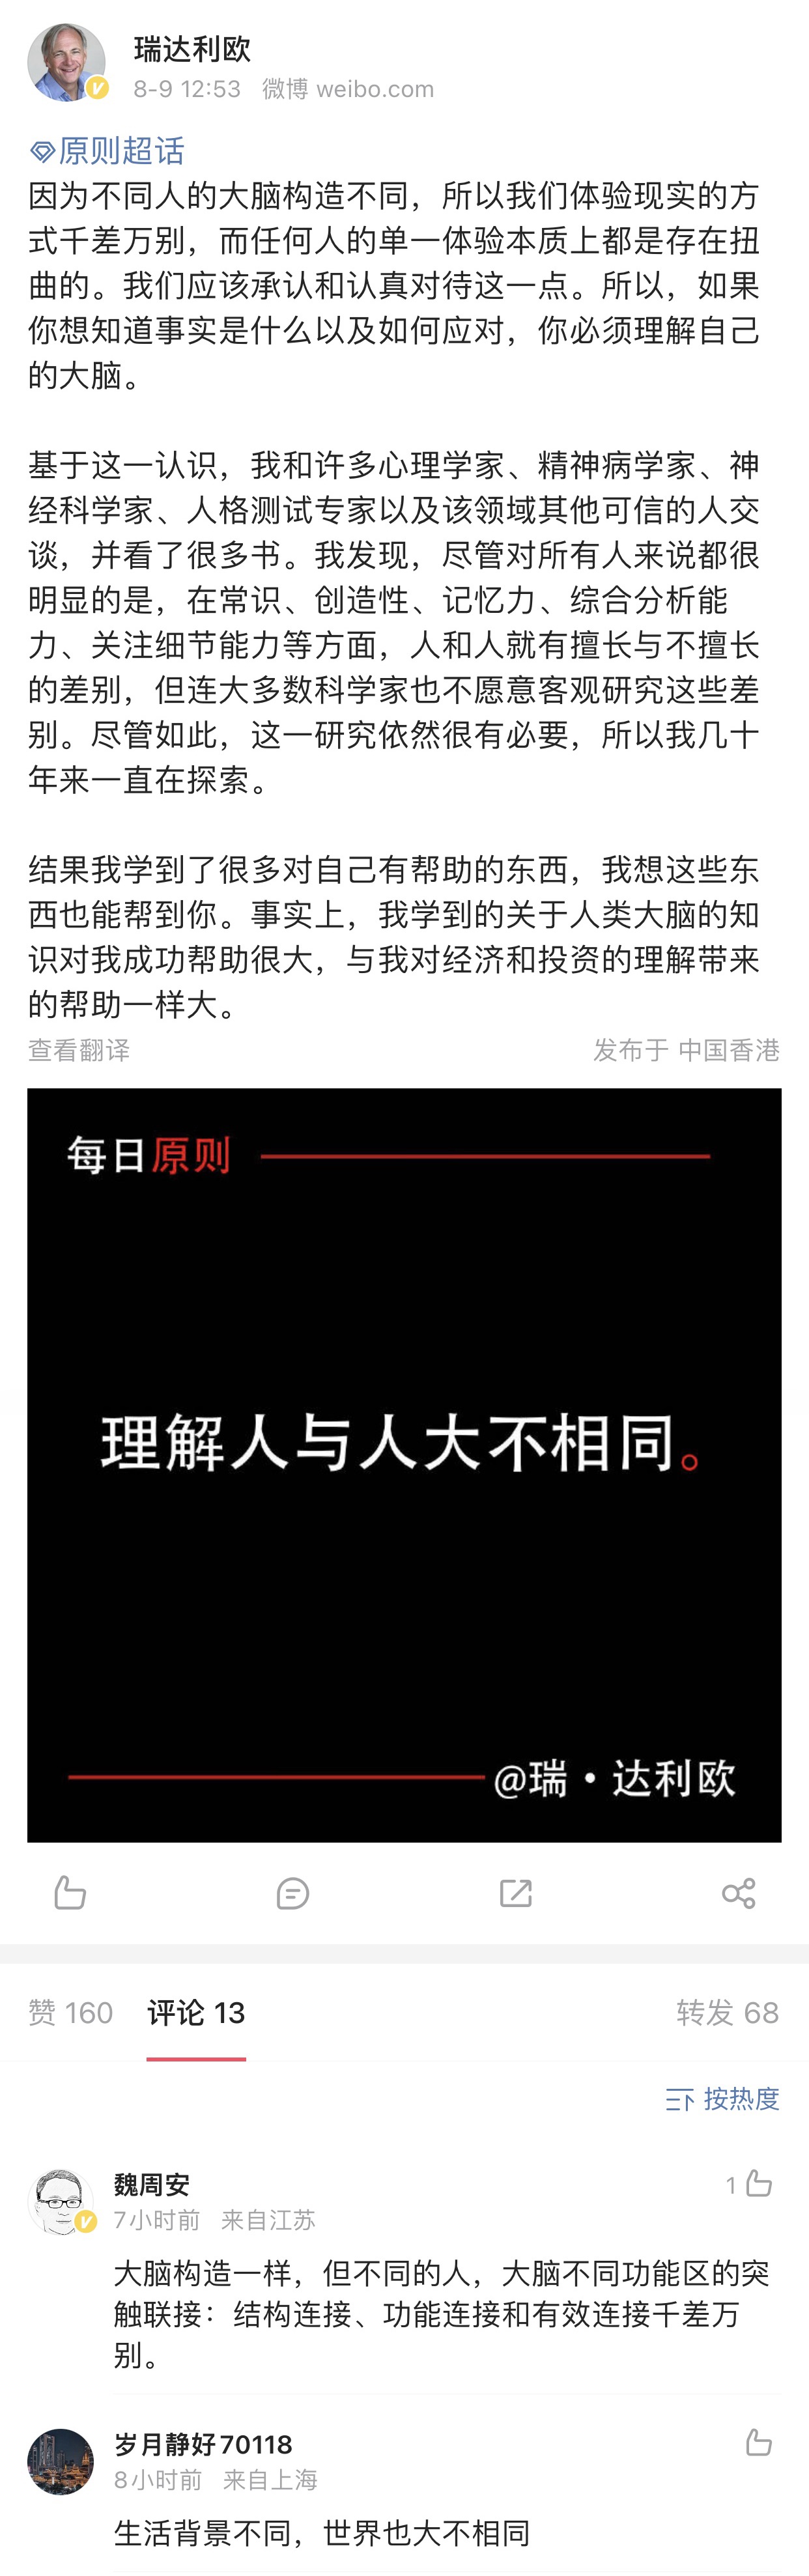 瑞达利欧
8-9 12:53 微博 weibo.com
原则超话
因为不同人的大脑构造不同，所以我们体验现实的方
式千差万别，而任何人的单一体验本质上都是存在扭
曲的。我们应该承认和认真对待这一点。所以，如果
你想知道事实是什么以及如何应对，你必须理解自己
的大脑。
基于这一认识，我和许多心理学家、精神病学家、神
经科学家、人格测试专家以及该领域其他可信的人交
谈，并看了很多书。我发现，尽管对所有人来说都很
明显的是，在常识、创造性、记忆力、综合分析能
力、关注细节能力等方面，人和人就有擅长与不擅长
的差别，但连大多数科学家也不愿意客观研究这些差
别。尽管如此，这一研究依然很有必要，所以我几十
年来一直在探索。
结果我学到了很多对自己有帮助的东西，我想这些东
西也能帮到你。事实上，我学到的关于人类大脑的知
识对我成功帮助很大，与我对经济和投资的理解带来
的帮助一样大。
查看翻译 发布于 中国香港
每日原则
理解人与人大不相同。
@瑞·达利欧
赞 160 评论 13 转发 68
按热度
魏周安 1
7小时前 来自江苏
大脑构造一样，但不同的人，大脑不同功能区的突
触联接：结构连接、功能连接和有效连接千差万
别。
岁月静好70118
8小时前 来自上海
生活背景不同，世界也大不相同